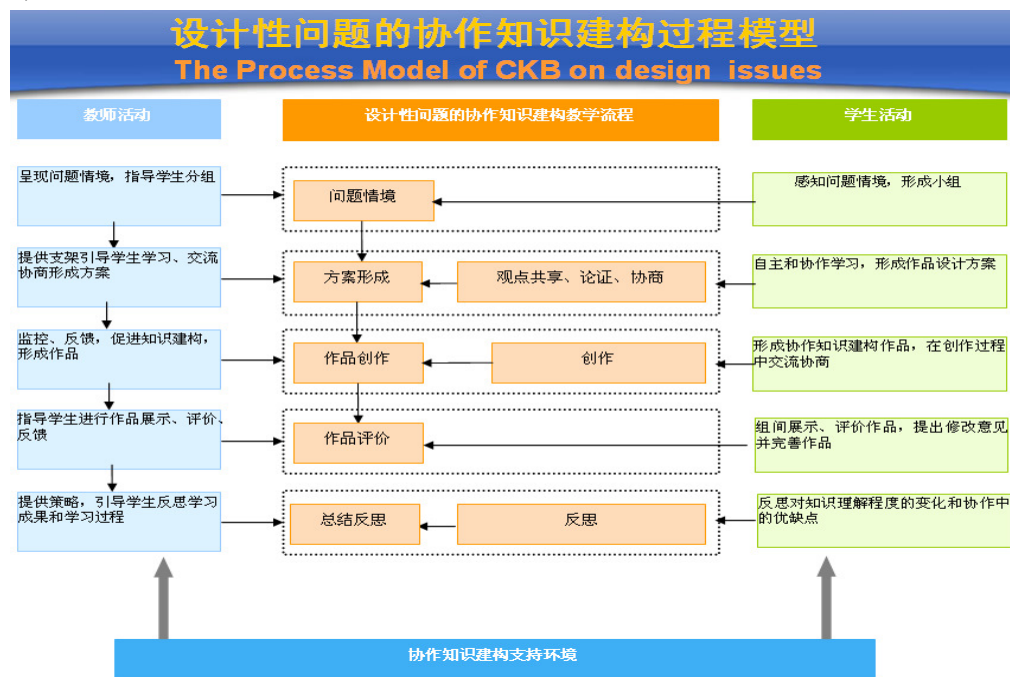 设计性问题的协作知识建构过程模型
The Process Model of CKB on design issues
教师活动
设计性问题的协作知识建构教学流程
学生活动
呈现问题情境，指导学生分组
问题情境
感知问题情境，形成小组
提供支架引导学生学习、交流
协商形成方案
方案形成
观点共享、论证、协商
自主和协作学习，形成作品设计方案
监控、反馈，促进知识建构，
形成作品
作品创作
创作
形成协作知识建构作品，在创作过程
中交流协商
指导学生进行作品展示、评价、
反馈
作品评价
组间展示、评价作品，提出修改意见
并完善作品
提供策略，引导学生反思学习
成果和学习过程
总结反思
反思
反思对知识理解程度的变化和协作中
的优缺点
协作知识建构支持环境